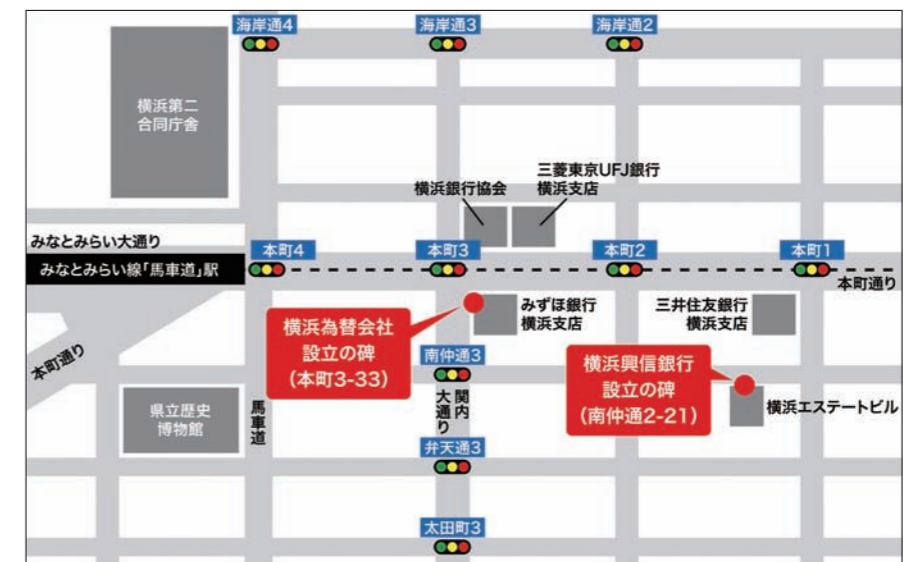 海岸通4
海岸通3
海岸通2
横浜第二
合同庁舎
三菱東京UFJ銀行
横浜支店
横浜銀行協会
みなとみらい大通り
本町4
本町3
本町2
本町1
みなとみらい線「馬車道」駅
本町通り
横浜為替会社
設立の碑
(本町3-33)
みずほ銀行
横浜支店
三井住友銀行
横浜支店
本町通り
南仲通3
横浜興信銀行
設立の碑
(南仲通2-21)
県立歴史
博物館
馬車道
関内
大通り
横浜エステートビル
弁天通3
太田町3